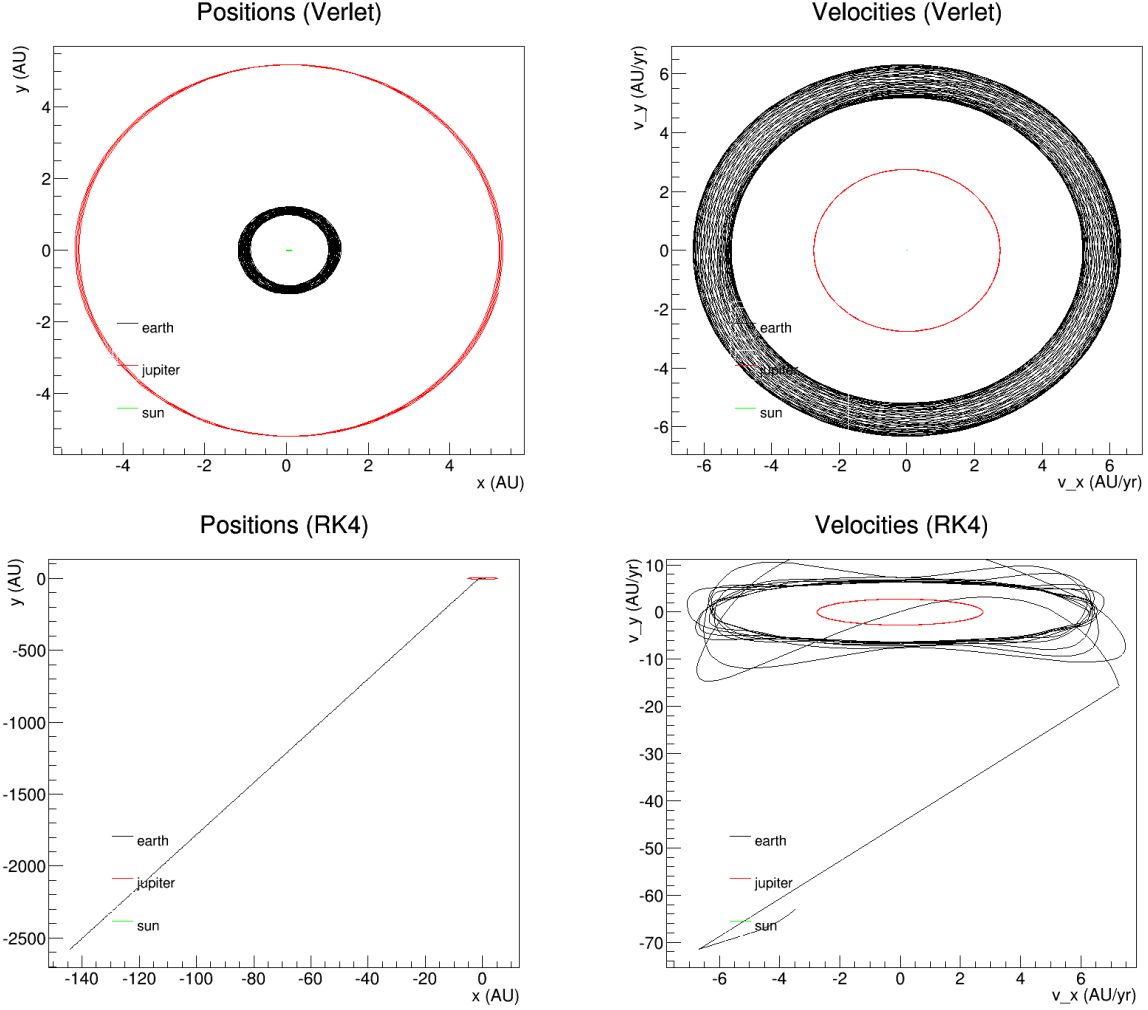 Positions (Verlet)
y (AU)
4
2
0
-2
-4
earth
jupiter
sun
-4 -2 0 2 4
x (AU)
Velocities (Verlet)
v_y (AU/yr)
6
4
2
0
-2
-4
-6
earth
jupiter
sun
-6 -4 -2 0 2 4 6
v_x (AU/yr)
Positions (RK4)
y (AU)
0
-500
-1000
-1500
-2000
-2500
earth
jupiter
sun
-140 -120 -100 -80 -60 -40 -20 0
x (AU)
Velocities (RK4)
v_y (AU/yr)
10
0
-10
-20
-30
-40
-50
-60
-70
earth
jupiter
sun
-6 -4 -2 0 2 4 6
v_x (AU/yr)